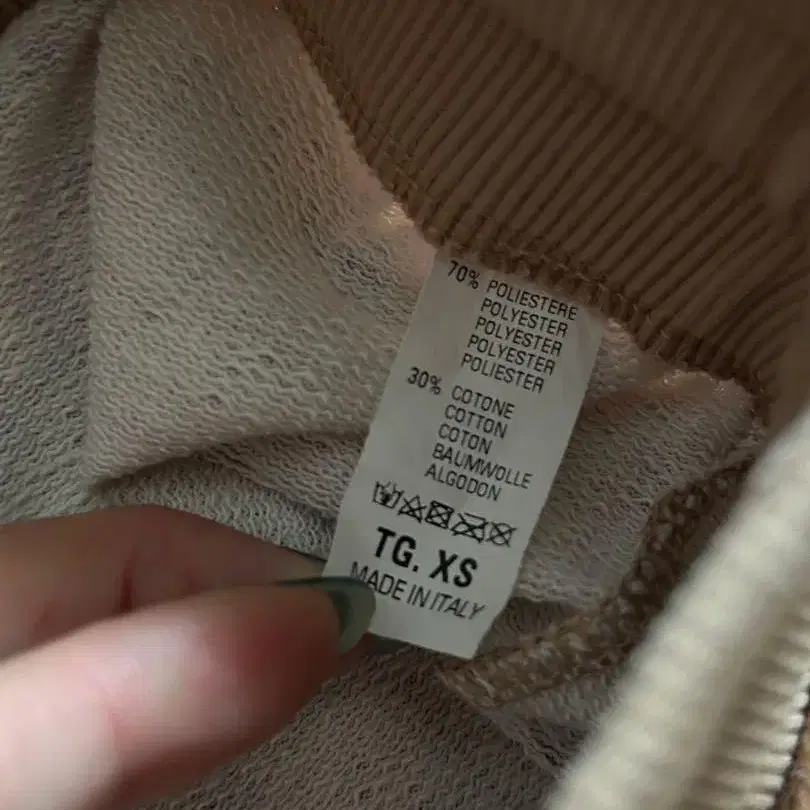 70% POLIESTERE
POLYESTER
POLYESTER
POLYESTER
POLIESTER
30% COTONE
COTTON
COTON
BAUMWOLLE
ALGODON
TG. XS
MADE IN ITALY